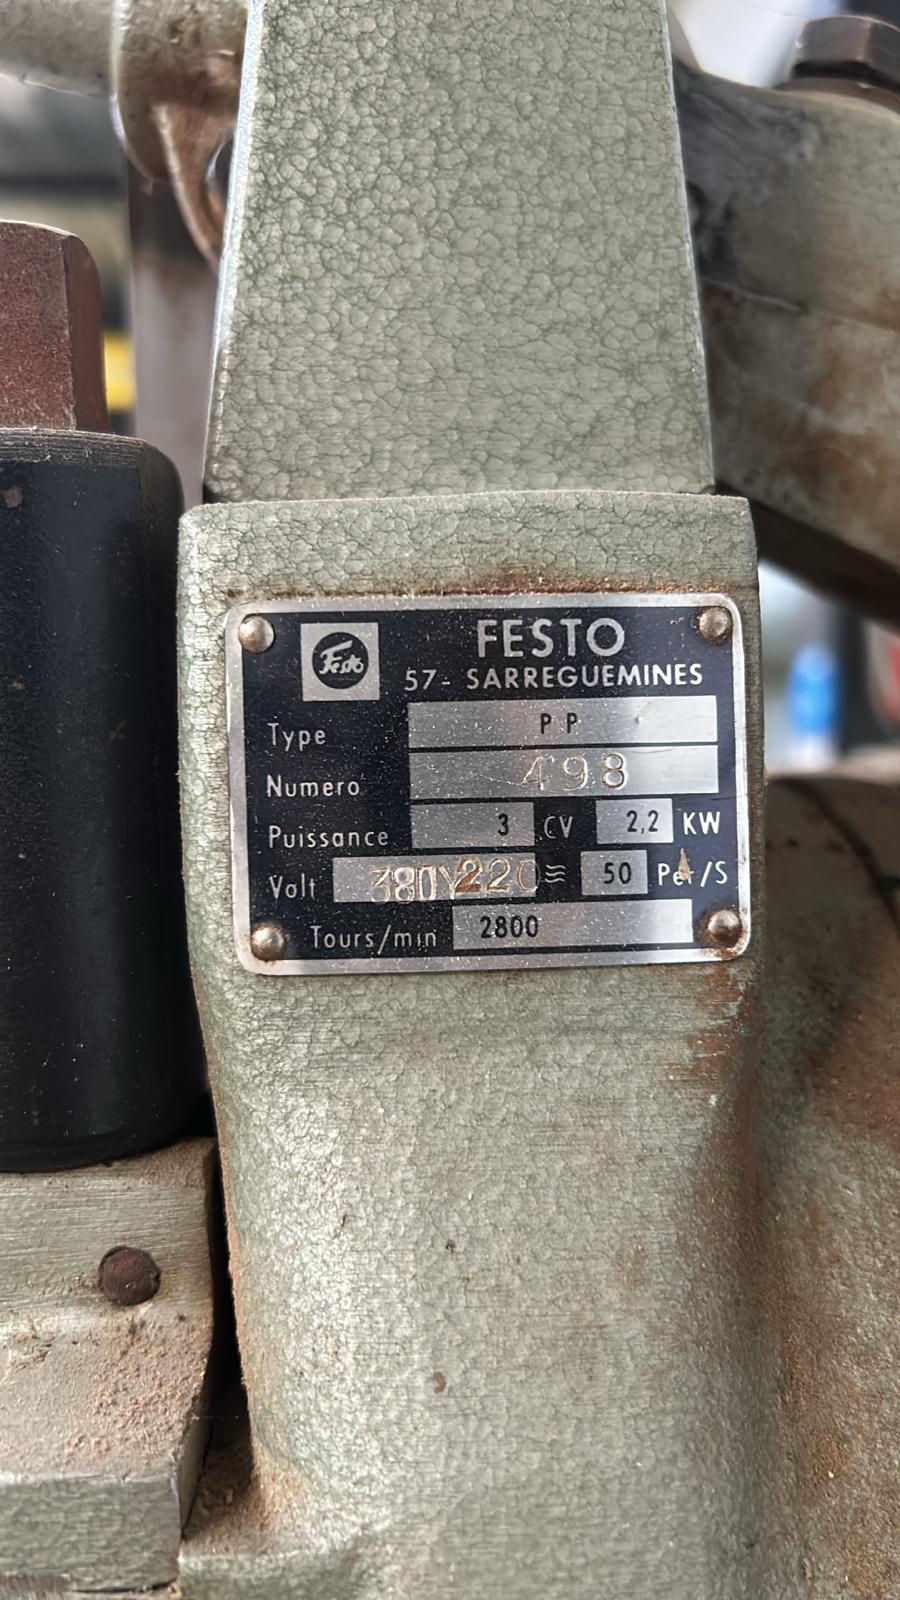 Festo
FESTO
57- SARREGUEMINES
Type PP
Numero 498
Puissance 3 CV 2,2 KW
Volt 380Y220 ≈ 50 Per/S
Tours/min 2800